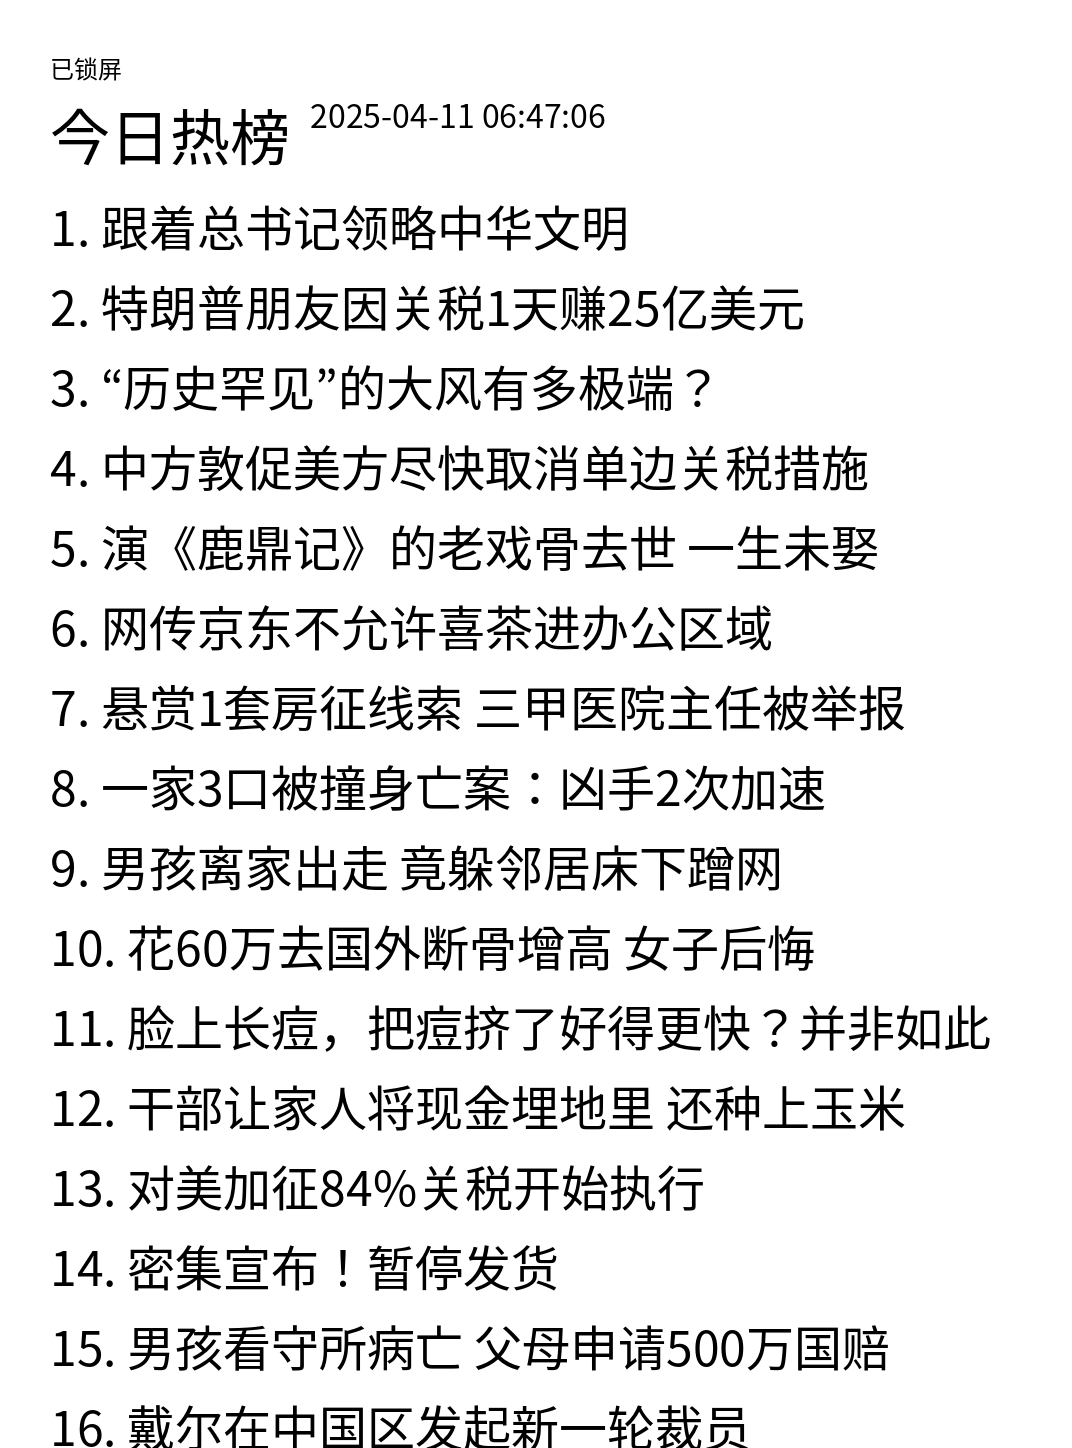 已锁屏
今日热榜 2025-04-11 06:47:06
1. 跟着总书记领略中华文明
2. 特朗普朋友因关税1天赚25亿美元
3. “历史罕见”的大风有多极端？
4. 中方敦促美方尽快取消单边关税措施
5. 演《鹿鼎记》的老戏骨去世 一生未娶
6. 网传京东不允许喜茶进办公区域
7. 悬赏1套房征线索 三甲医院主任被举报
8. 一家3口被撞身亡案：凶手2次加速
9. 男孩离家出走 竟躲邻居床下蹭网
10. 花60万去国外断骨增高 女子后悔
11. 脸上长痘，把痘挤了好得更快？并非如此
12. 干部让家人将现金埋地里 还种上玉米
13. 对美加征84%关税开始执行
14. 密集宣布！暂停发货
15. 男孩看守所病亡 父母申请500万国赔
16. 戴尔在中国区发起新一轮裁员